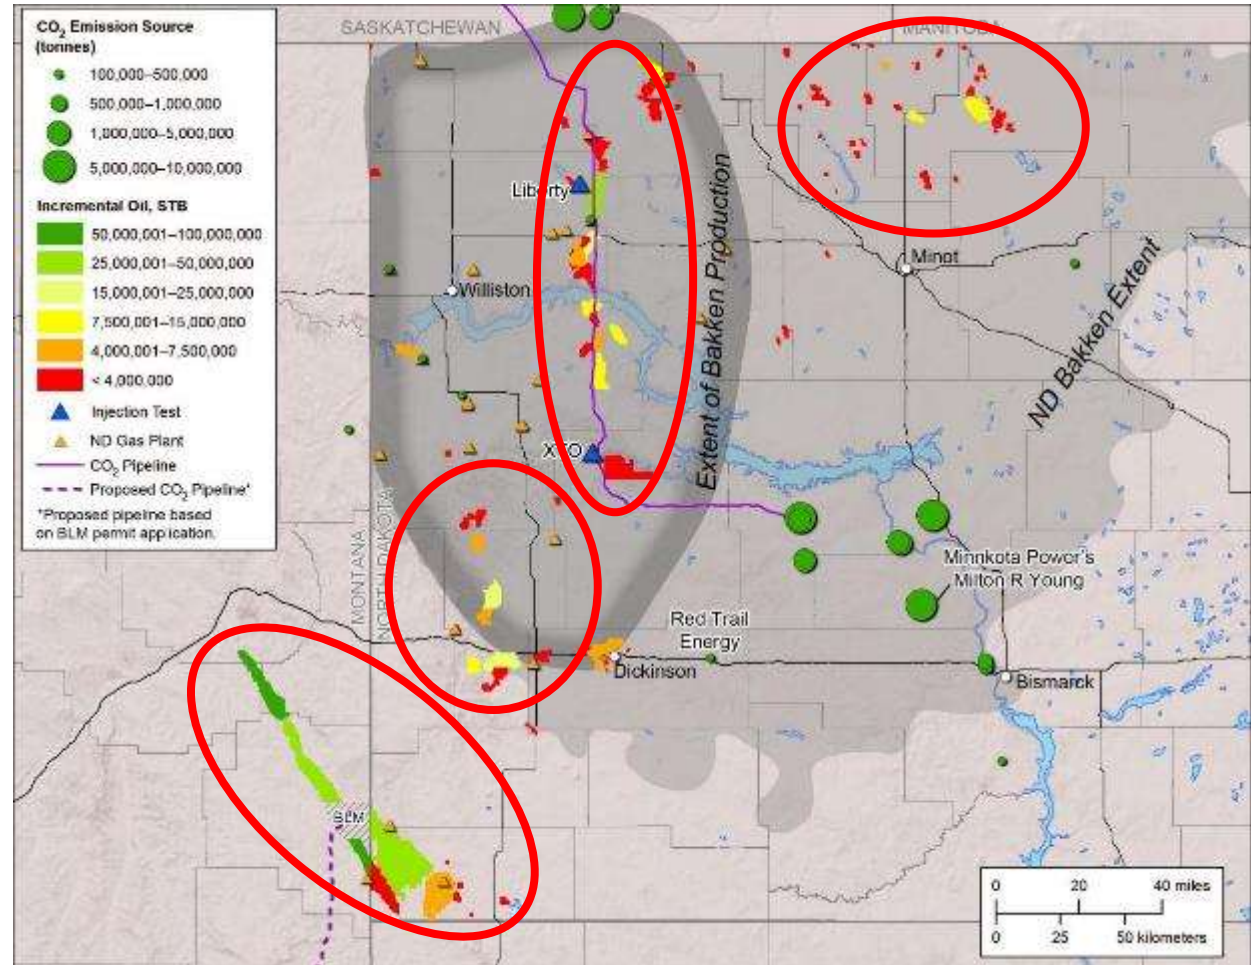 CO₂ Emission Source
(tonnes)
100,000–500,000
500,000–1,000,000
1,000,000–5,000,000
5,000,000–10,000,000
Incremental Oil, STB
50,000,001–100,000,000
25,000,001–50,000,000
15,000,001–25,000,000
7,500,001–15,000,000
4,000,001–7,500,000
< 4,000,000
Injection Test
ND Gas Plant
CO₂ Pipeline
Proposed CO₂ Pipeline*
*Proposed pipeline based
on BLM permit application.
SASKATCHEWAN
MANITOBA
Liberty
Williston
Minot
XTO
Extent of Bakken Production
ND Bakken Extent
MONTANA
NORTH DAKOTA
Minnkota Power's
Milton R Young
Red Trail
Energy
Dickinson
Bismarck
BLM
0 20 40 miles
0 25 50 kilometers